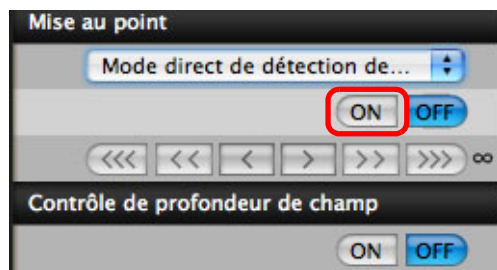 Mise au point
Mode direct de détection de...
ON OFF
<<< << < > >> >>> ∞
Contrôle de profondeur de champ
ON OFF